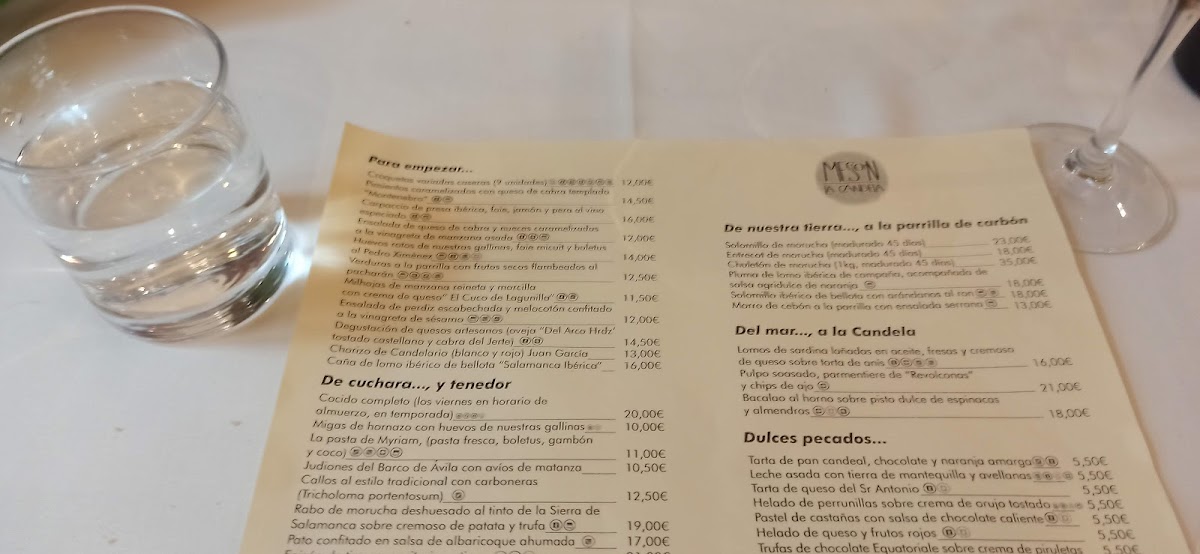 Para empezar...
Croquetas variadas caseras (9 unidades) 12,00€
Pimientos caramelizados con queso de cabra templado
"Montenebro" 14,50€
Carpaccio de presa ibérica, foie, jamón y pera al vino
especiado 16,00€
Ensalada de queso de cabra y nueces caramelizadas
a la vinagreta de manzana asada 12,00€
Huevos rotos de nuestras gallinas, foie micuit y boletus
al Pedro Ximénez 14,00€
Verduras a la parrilla con frutos secos flambeados al
pacharán 12,50€
Milhojas de manzana reineta y morcilla
con crema de queso" El Cuco de Lagunilla" 11,50€
Ensalada de perdiz escabechada y melocotón confitado
a la vinagreta de sésamo 12,00€
Degustación de quesos artesanos (oveja "Del Arco Hrdz"
tostado castellano y cabra del Jerte) 14,50€
Chorizo de Candelario (blanco y rojo) Juan García 13,00€
Caña de lomo ibérico de bellota "Salamanca Ibérica" 16,00€
De cuchara..., y tenedor
Cocido completo (los viernes en horario de
almuerzo, en temporada) 20,00€
Migas de hornazo con huevos de nuestras gallinas 10,00€
La pasta de Myriam, (pasta fresca, boletus, gambón
y coco) 11,00€
Judiones del Barco de Ávila con avíos de matanza 10,50€
Callos al estilo tradicional con carboneras
(Tricholoma portentosum) 12,50€
Rabo de morucha deshuesado al tinto de la Sierra de
Salamanca sobre cremoso de patata y trufa 19,00€
Pato confitado en salsa de albaricoque ahumada 17,00€
MESON
LA CANDELA
De nuestra tierra..., a la parrilla de carbón
Solomillo de morucha (madurado 45 días) 23,00€
Entrecot de morucha (madurado 45 días) 18,00€
Chuletón de morucha (1kg, madurado 45 días) 35,00€
Pluma de lomo ibérico de campaña, acompañada de
salsa agridulce de naranja 18,00€
Solomillo ibérico de bellota con arándanos al ron 18,00€
Morro de cebón a la parrilla con ensalada serrana 13,00€
Del mar..., a la Candela
Lomos de sardina lañados en aceite, fresas y cremoso
de queso sobre torta de anís 16,00€
Pulpo soasado, parmentiere de "Revolconas"
y chips de ajo 21,00€
Bacalao al horno sobre pisto dulce de espinacas
y almendras 18,00€
Dulces pecados...
Tarta de pan candeal, chocolate y naranja amarga 5,50€
Leche asada con tierra de mantequilla y avellanas 5,50€
Tarta de queso del Sr Antonio 5,50€
Helado de perrunillas sobre crema de orujo tostado 5,50€
Pastel de castañas con salsa de chocolate caliente 5,50€
Helado de queso y frutos rojos 5,50€
Trufas de chocolate Equatoriale sobre crema de piruletas 5,50€